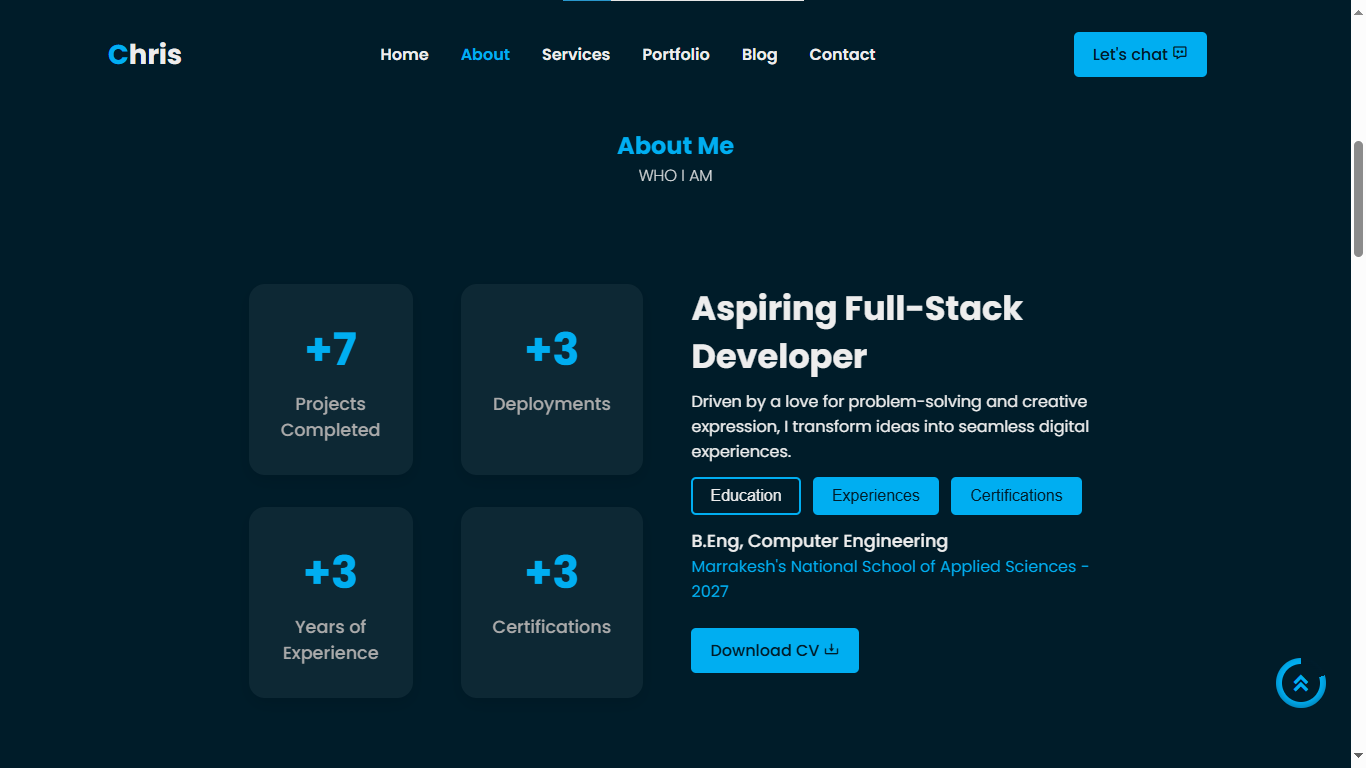 Chris
Home
About
Services
Portfolio
Blog
Contact
Let's chat
About Me
WHO I AM
+7
Projects
Completed
+3
Deployments
+3
Years of
Experience
+3
Certifications
Aspiring Full-Stack
Developer
Driven by a love for problem-solving and creative
expression, I transform ideas into seamless digital
experiences.
Education
Experiences
Certifications
B.Eng, Computer Engineering
Marrakesh's National School of Applied Sciences -
2027
Download CV